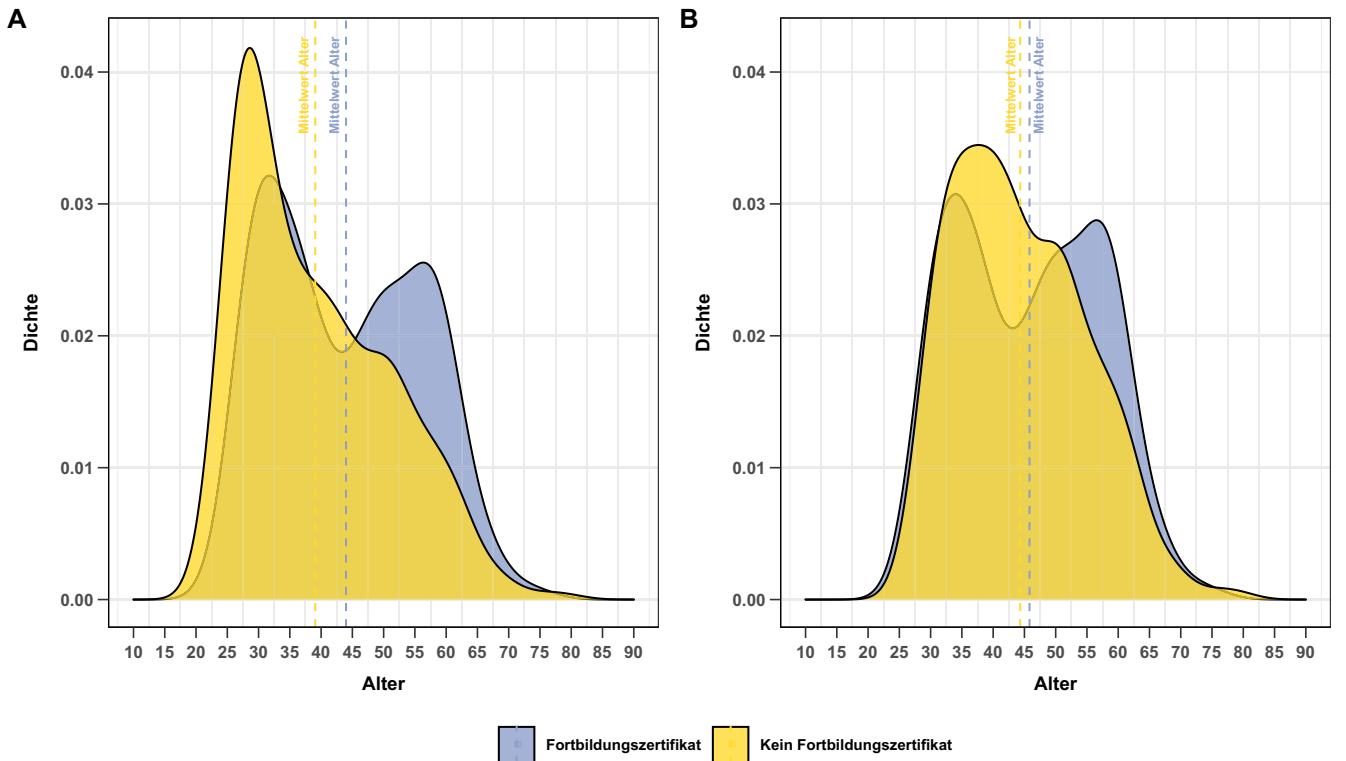 A
Dichte
0.04
0.03
0.02
0.01
0.00
Mittelwert Alter
Mittelwert Alter
10 15 20 25 30 35 40 45 50 55 60 65 70 75 80 85 90
Alter
B
Dichte
0.04
0.03
0.02
0.01
0.00
Mittelwert Alter
Mittelwert Alter
10 15 20 25 30 35 40 45 50 55 60 65 70 75 80 85 90
Alter
Fortbildungszertifikat Kein Fortbildungszertifikat